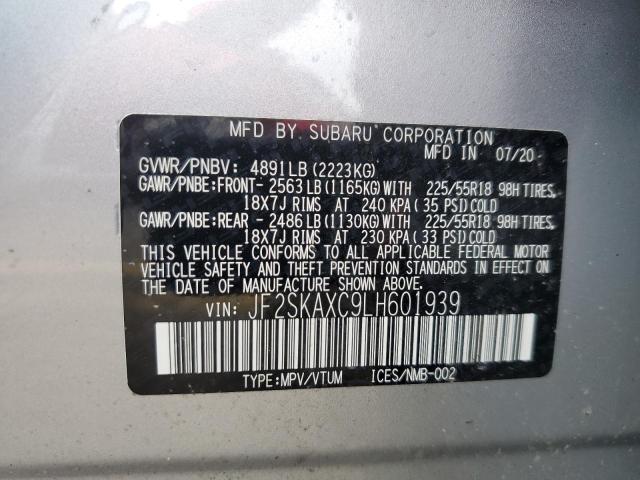 MFD BY SUBARU CORPORATION
MFD IN 07/20
GVWR/PNBV: 4891LB (2223KG)
GAWR/PNBE:FRONT- 2563LB (1165KG)WITH 225/55R18 98H TIRES,
18X7J RIMS AT 240 KPA( 35 PSI)COLD
GAWR/PNBE:REAR - 2486LB (1130KG)WITH 225/55R18 98H TIRES,
18X7J RIMS AT 230 KPA( 33 PSI)COLD
THIS VEHICLE CONFORMS TO ALL APPLICABLE FEDERAL MOTOR
VEHICLE SAFETY AND THEFT PREVENTION STANDARDS IN EFFECT
ON THE DATE OF MANUFACTURE SHOWN ABOVE.
VIN: JF2SKAXC9LH601939
TYPE:MPV/VTUM ICES/NMB-002